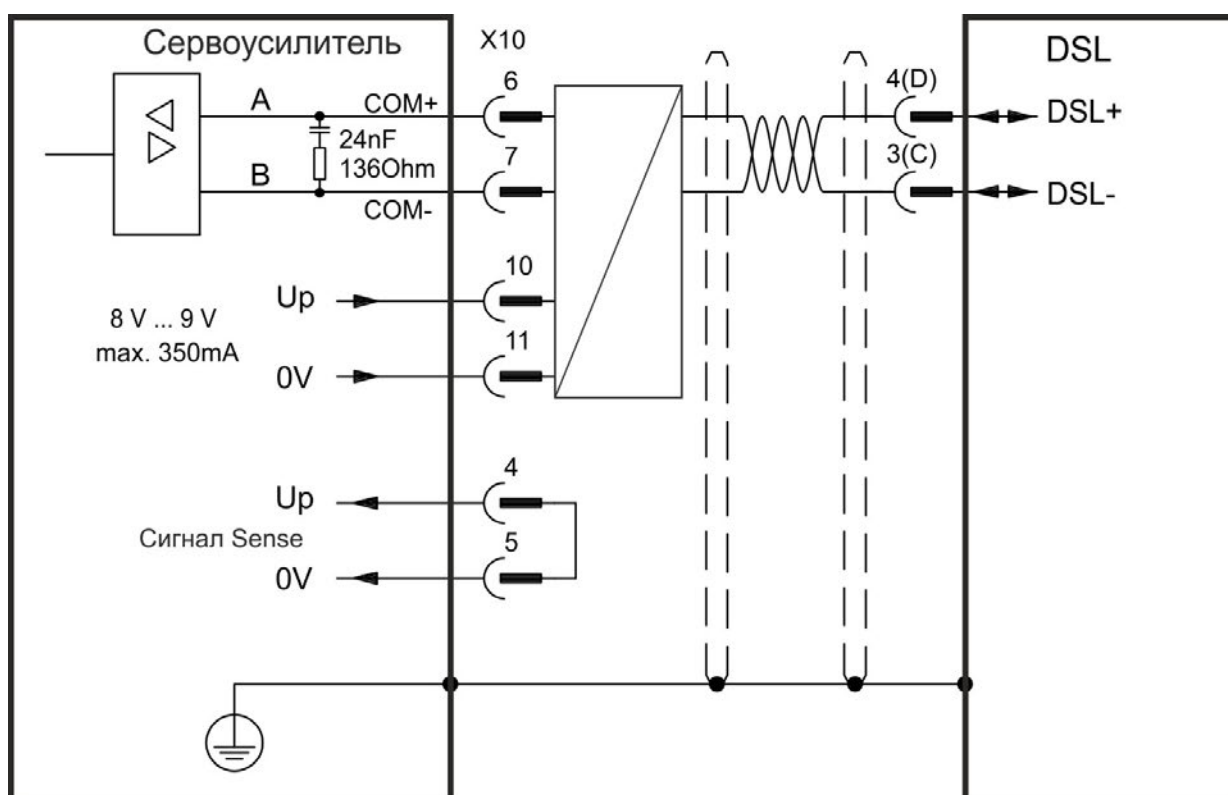 Сервоусилитель
X10
DSL
A
COM+
6
4(D)
DSL+
24nF
136Ohm
B
COM-
7
3(C)
DSL-
Up
10
8 V ... 9 V
max. 350mA
0V
11
Up
4
Сигнал Sense
0V
5